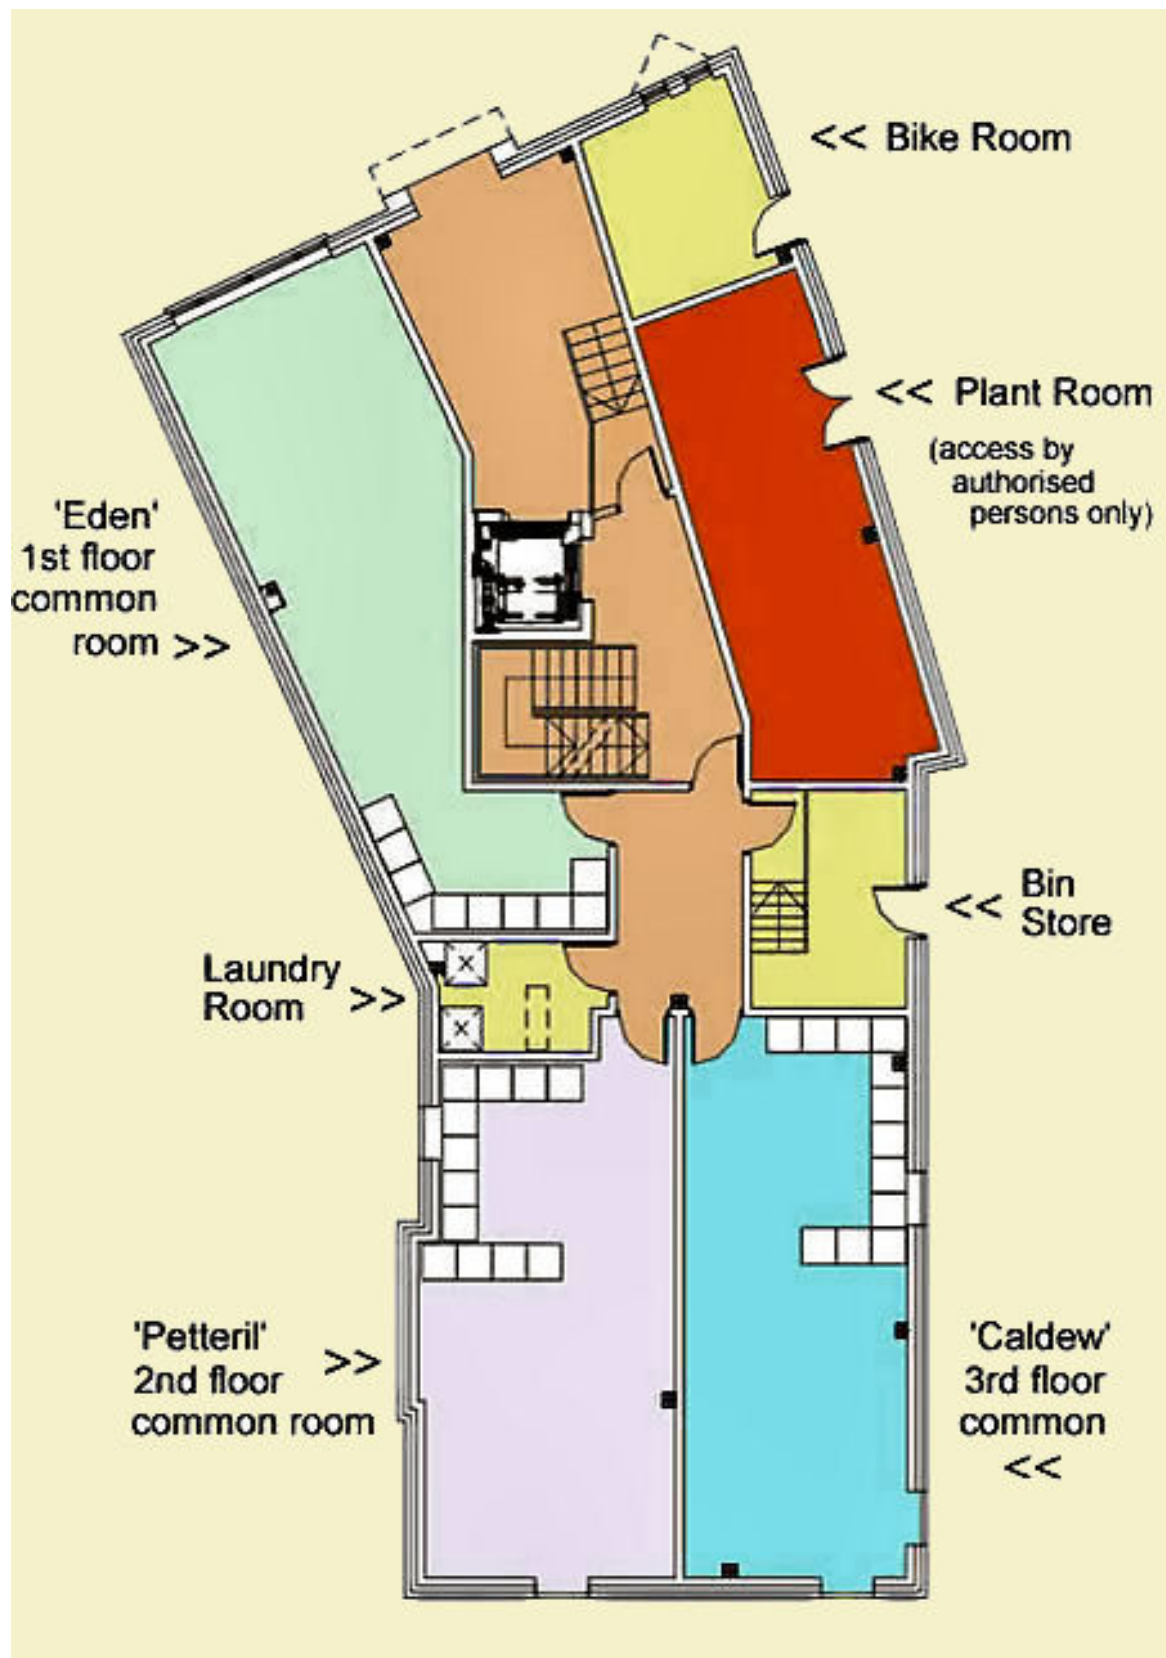 << Bike Room
<< Plant Room
(access by
authorised
persons only)
'Eden'
1st floor
common
room >>
<< Bin
Store
Laundry
Room >>
'Petteril' >>
2nd floor
common room
'Caldew'
3rd floor
common
<<